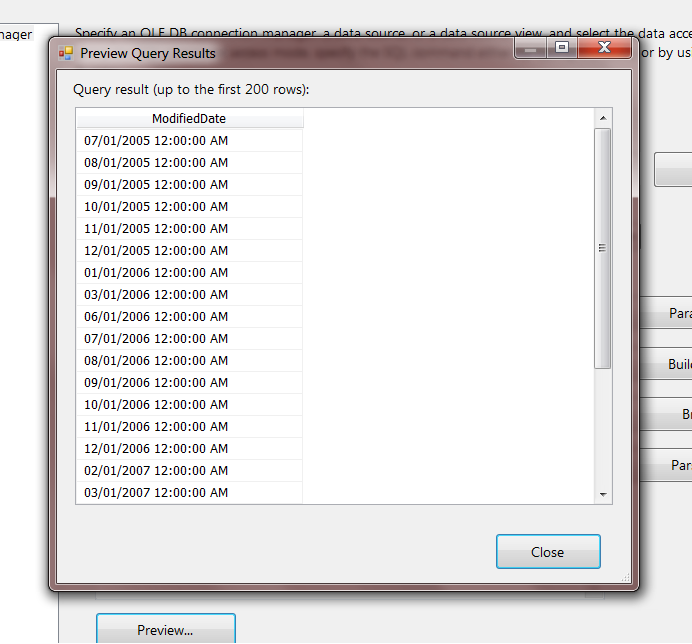 nager
Specify an OLE DB connection manager, a data source, or a data source view, and select the data acce
Preview Query Results
or by us
Query result (up to the first 200 rows):
ModifiedDate
07/01/2005 12:00:00 AM
08/01/2005 12:00:00 AM
09/01/2005 12:00:00 AM
10/01/2005 12:00:00 AM
11/01/2005 12:00:00 AM
12/01/2005 12:00:00 AM
01/01/2006 12:00:00 AM
03/01/2006 12:00:00 AM
06/01/2006 12:00:00 AM
07/01/2006 12:00:00 AM
08/01/2006 12:00:00 AM
09/01/2006 12:00:00 AM
10/01/2006 12:00:00 AM
11/01/2006 12:00:00 AM
12/01/2006 12:00:00 AM
02/01/2007 12:00:00 AM
03/01/2007 12:00:00 AM
Para
Build
Br
Par
Close
Preview...